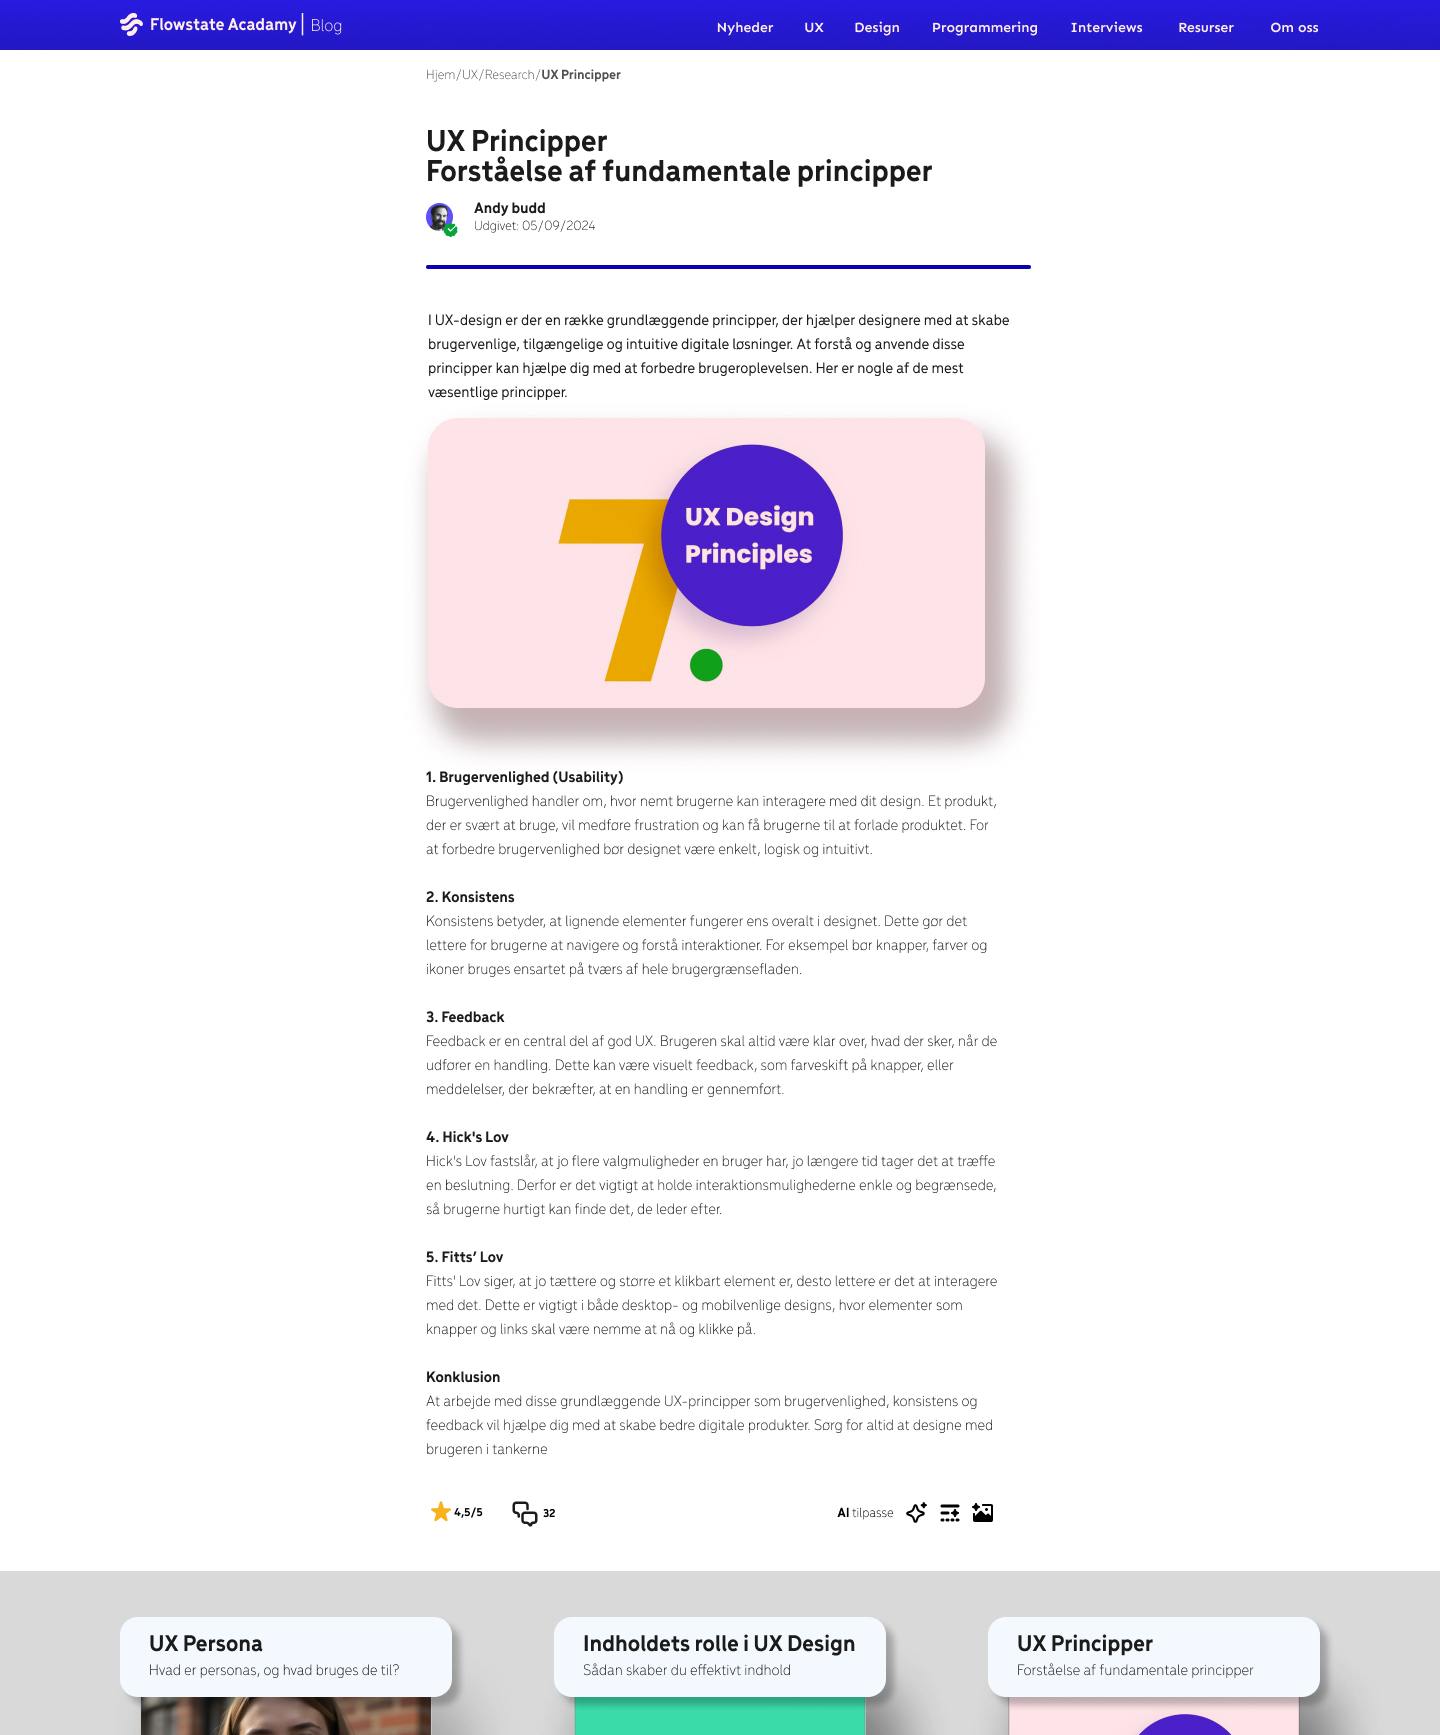 Flowstate Acadamy | Blog
Nyheder UX Design Programmering Interviews Resurser Om oss
Hjem/UX/Research/UX Principper
UX Principper
Forståelse af fundamentale principper
Andy budd
Udgivet: 05/09/2024
I UX-design er der en række grundlæggende principper, der hjælper designere med at skabe
brugervenlige, tilgængelige og intuitive digitale løsninger. At forstå og anvende disse
principper kan hjælpe dig med at forbedre brugeroplevelsen. Her er nogle af de mest
væsentlige principper.
7.
UX Design
Principles
1. Brugervenlighed (Usability)
Brugervenlighed handler om, hvor nemt brugerne kan interagere med dit design. Et produkt,
der er svært at bruge, vil medføre frustration og kan få brugerne til at forlade produktet. For
at forbedre brugervenlighed bør designet være enkelt, logisk og intuitivt.
2. Konsistens
Konsistens betyder, at lignende elementer fungerer ens overalt i designet. Dette gør det
lettere for brugerne at navigere og forstå interaktioner. For eksempel bør knapper, farver og
ikoner bruges ensartet på tværs af hele brugergrænsefladen.
3. Feedback
Feedback er en central del af god UX. Brugeren skal altid være klar over, hvad der sker, når de
udfører en handling. Dette kan være visuelt feedback, som farveskift på knapper, eller
meddelelser, der bekræfter, at en handling er gennemført.
4. Hick's Lov
Hick's Lov fastslår, at jo flere valgmuligheder en bruger har, jo længere tid tager det at træffe
en beslutning. Derfor er det vigtigt at holde interaktionsmulighederne enkle og begrænsede,
så brugerne hurtigt kan finde det, de leder efter.
5. Fitts’ Lov
Fitts' Lov siger, at jo tættere og større et klikbart element er, desto lettere er det at interagere
med det. Dette er vigtigt i både desktop- og mobilvenlige designs, hvor elementer som
knapper og links skal være nemme at nå og klikke på.
Konklusion
At arbejde med disse grundlæggende UX-principper som brugervenlighed, konsistens og
feedback vil hjælpe dig med at skabe bedre digitale produkter. Sørg for altid at designe med
brugeren i tankerne
4,5/5 32 AI tilpasse
UX Persona
Hvad er personas, og hvad bruges de til?
Indholdets rolle i UX Design
Sådan skaber du effektivt indhold
UX Principper
Forståelse af fundamentale principper